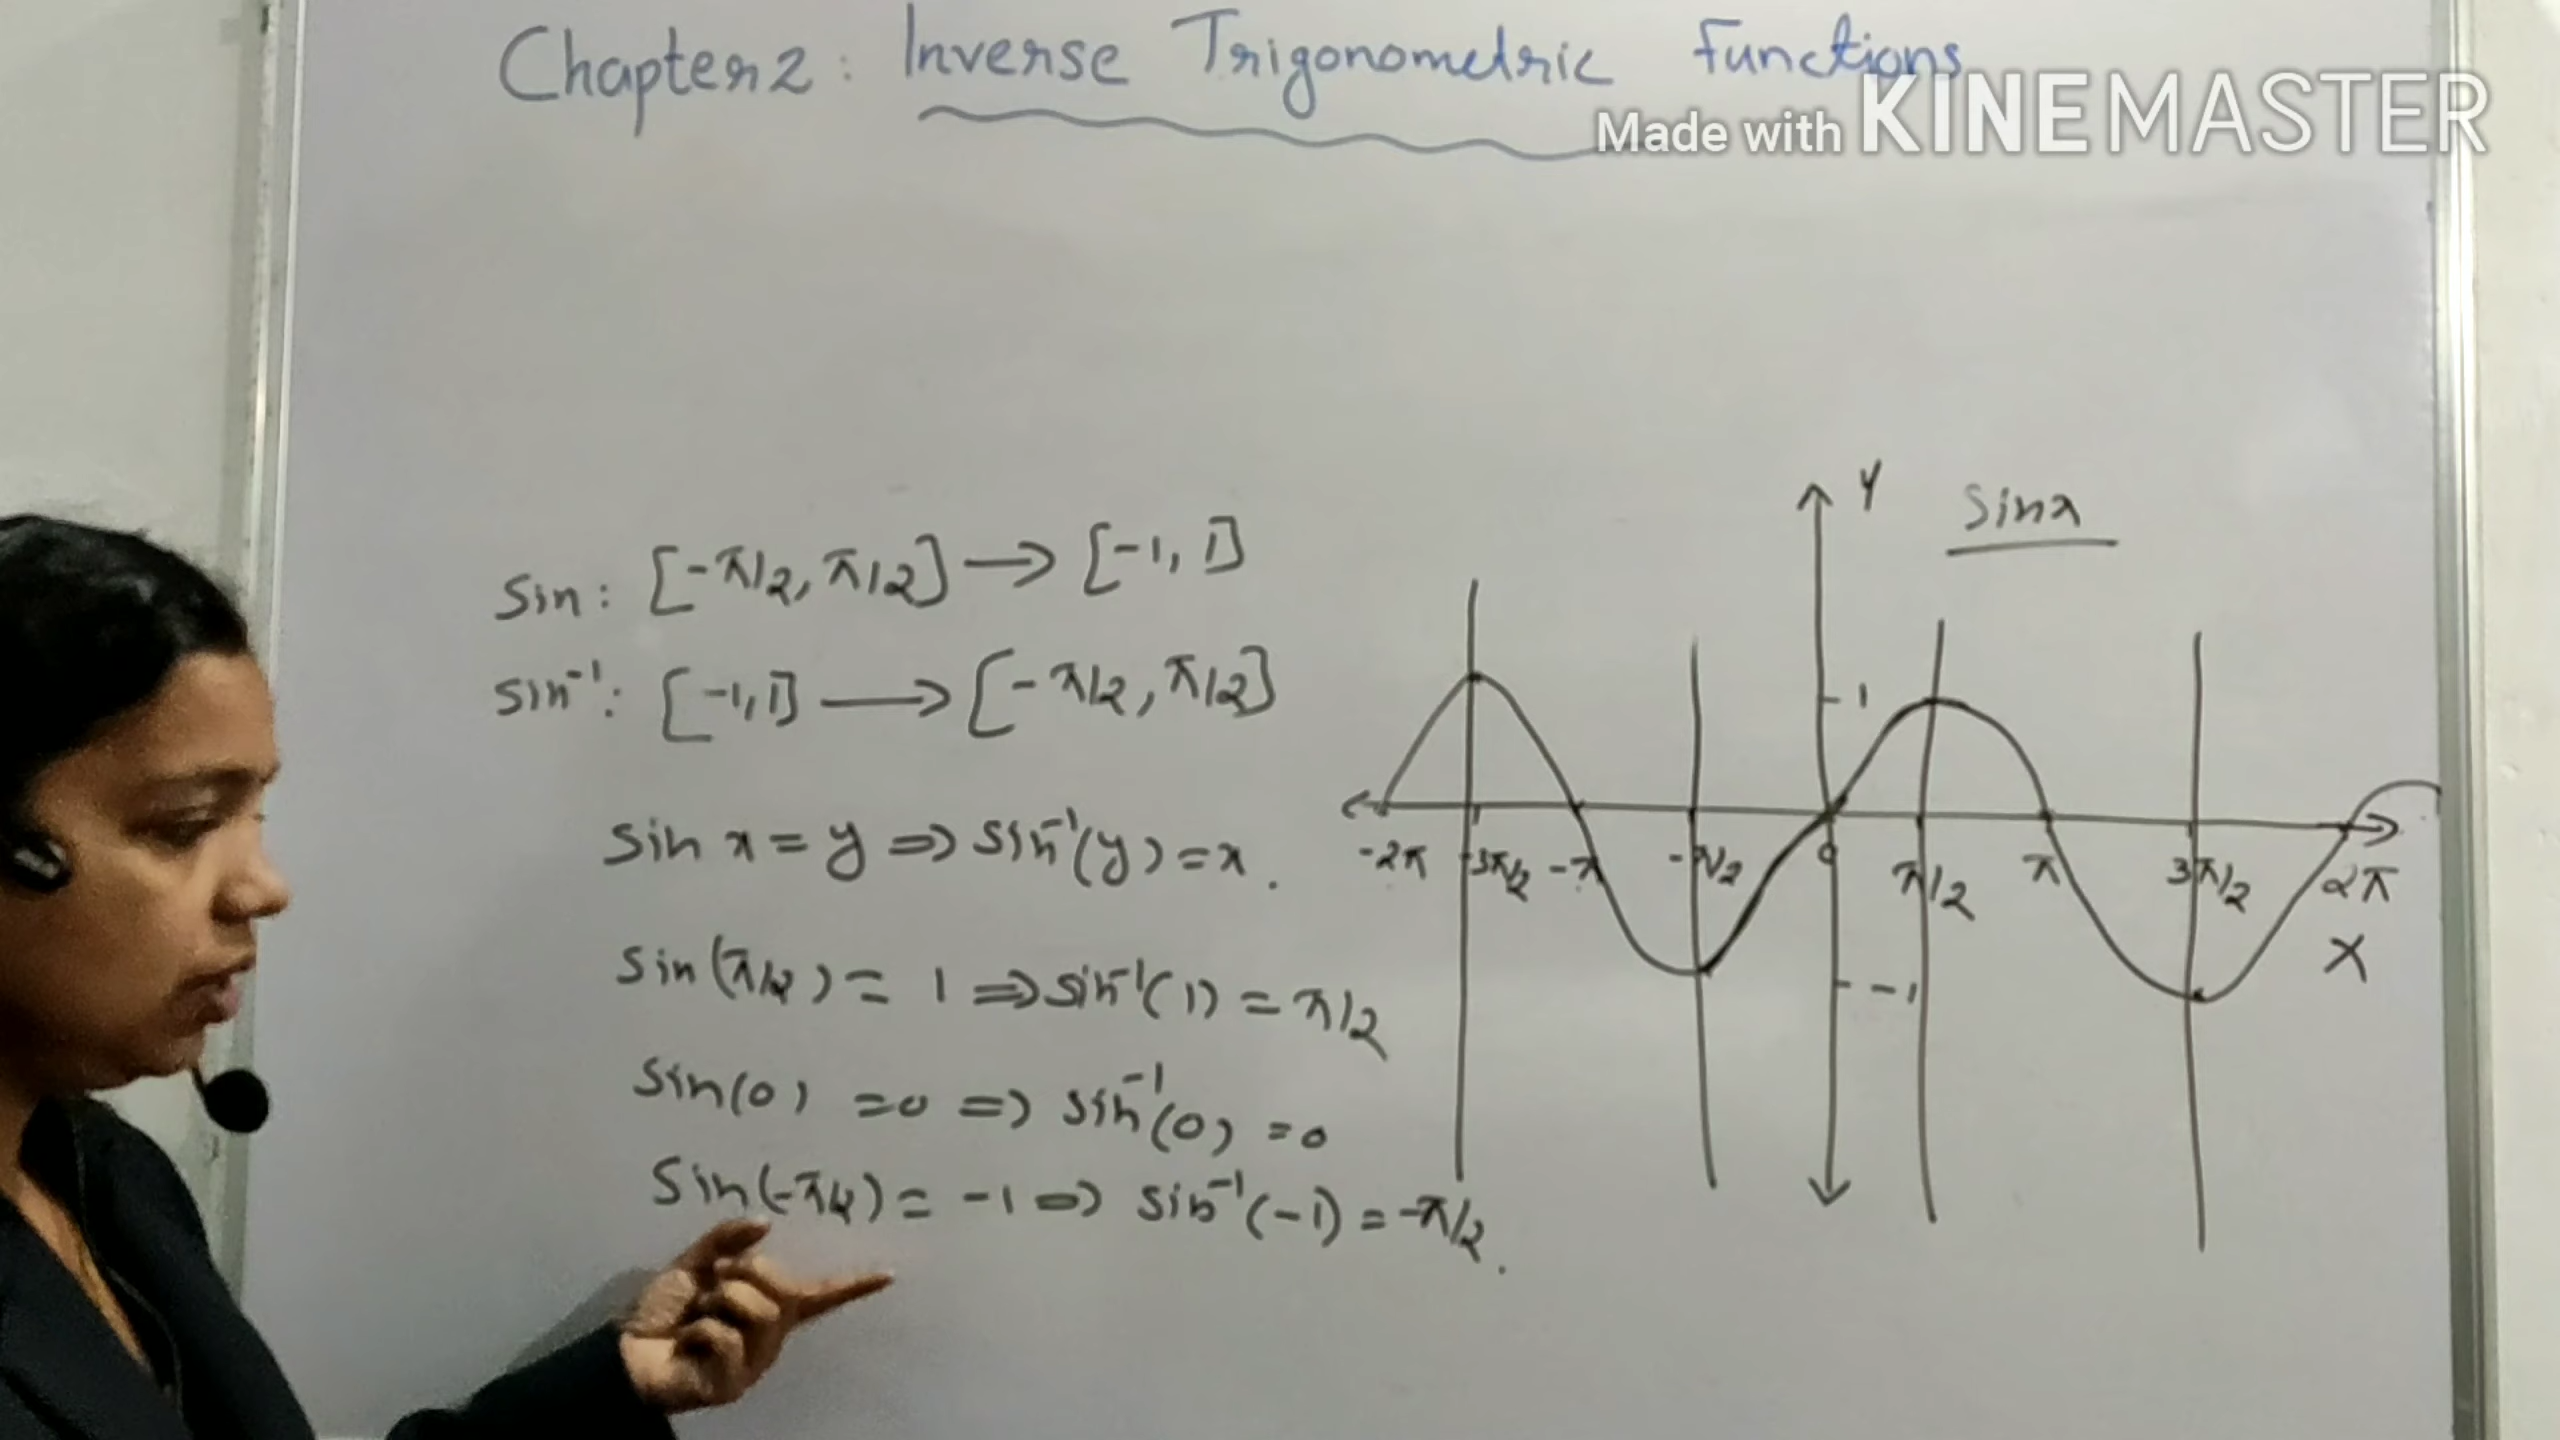 Chapter 2: Inverse Trigonometric Functions
Made with KINEMASTER
Sin: [-π/2, π/2] → [-1, 1]
Sin⁻¹: [-1, 1] → [-π/2, π/2]
Sin x = y ⇒ Sin⁻¹(y) = x.
Sin(π/2) = 1 ⇒ Sin⁻¹(1) = π/2
Sin(0) = 0 ⇒ Sin⁻¹(0) = 0
Sin(-π/2) = -1 ⇒ Sin⁻¹(-1) = -π/2.
Y
Sinx
1
-2π -3π/2 -π -π/2 0 π/2 π 3π/2 2π
X
-1